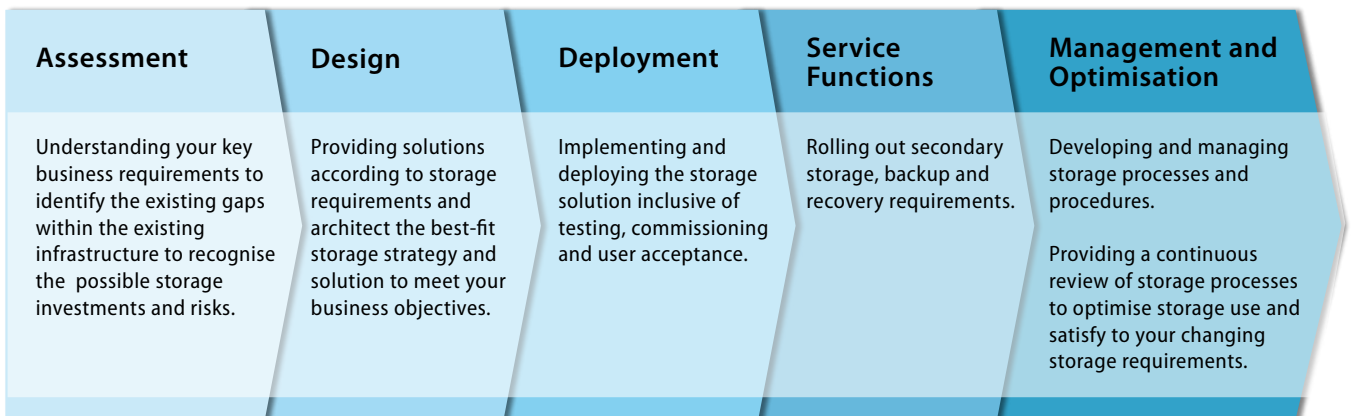 Assessment
Understanding your key
business requirements to
identify the existing gaps
within the existing
infrastructure to recognise
the  possible storage
investments and risks.
Design
Providing solutions
according to storage
requirements and
architect the best-fit
storage strategy and
solution to meet your
business objectives.
Deployment
Implementing and
deploying the storage
solution inclusive of
testing, commissioning
and user acceptance.
Service
Functions
Rolling out secondary
storage, backup and
recovery requirements.
Management and
Optimisation
Developing and managing
storage processes and
procedures.
Providing a continuous
review of storage processes
to optimise storage use and
satisfy to your changing
storage requirements.